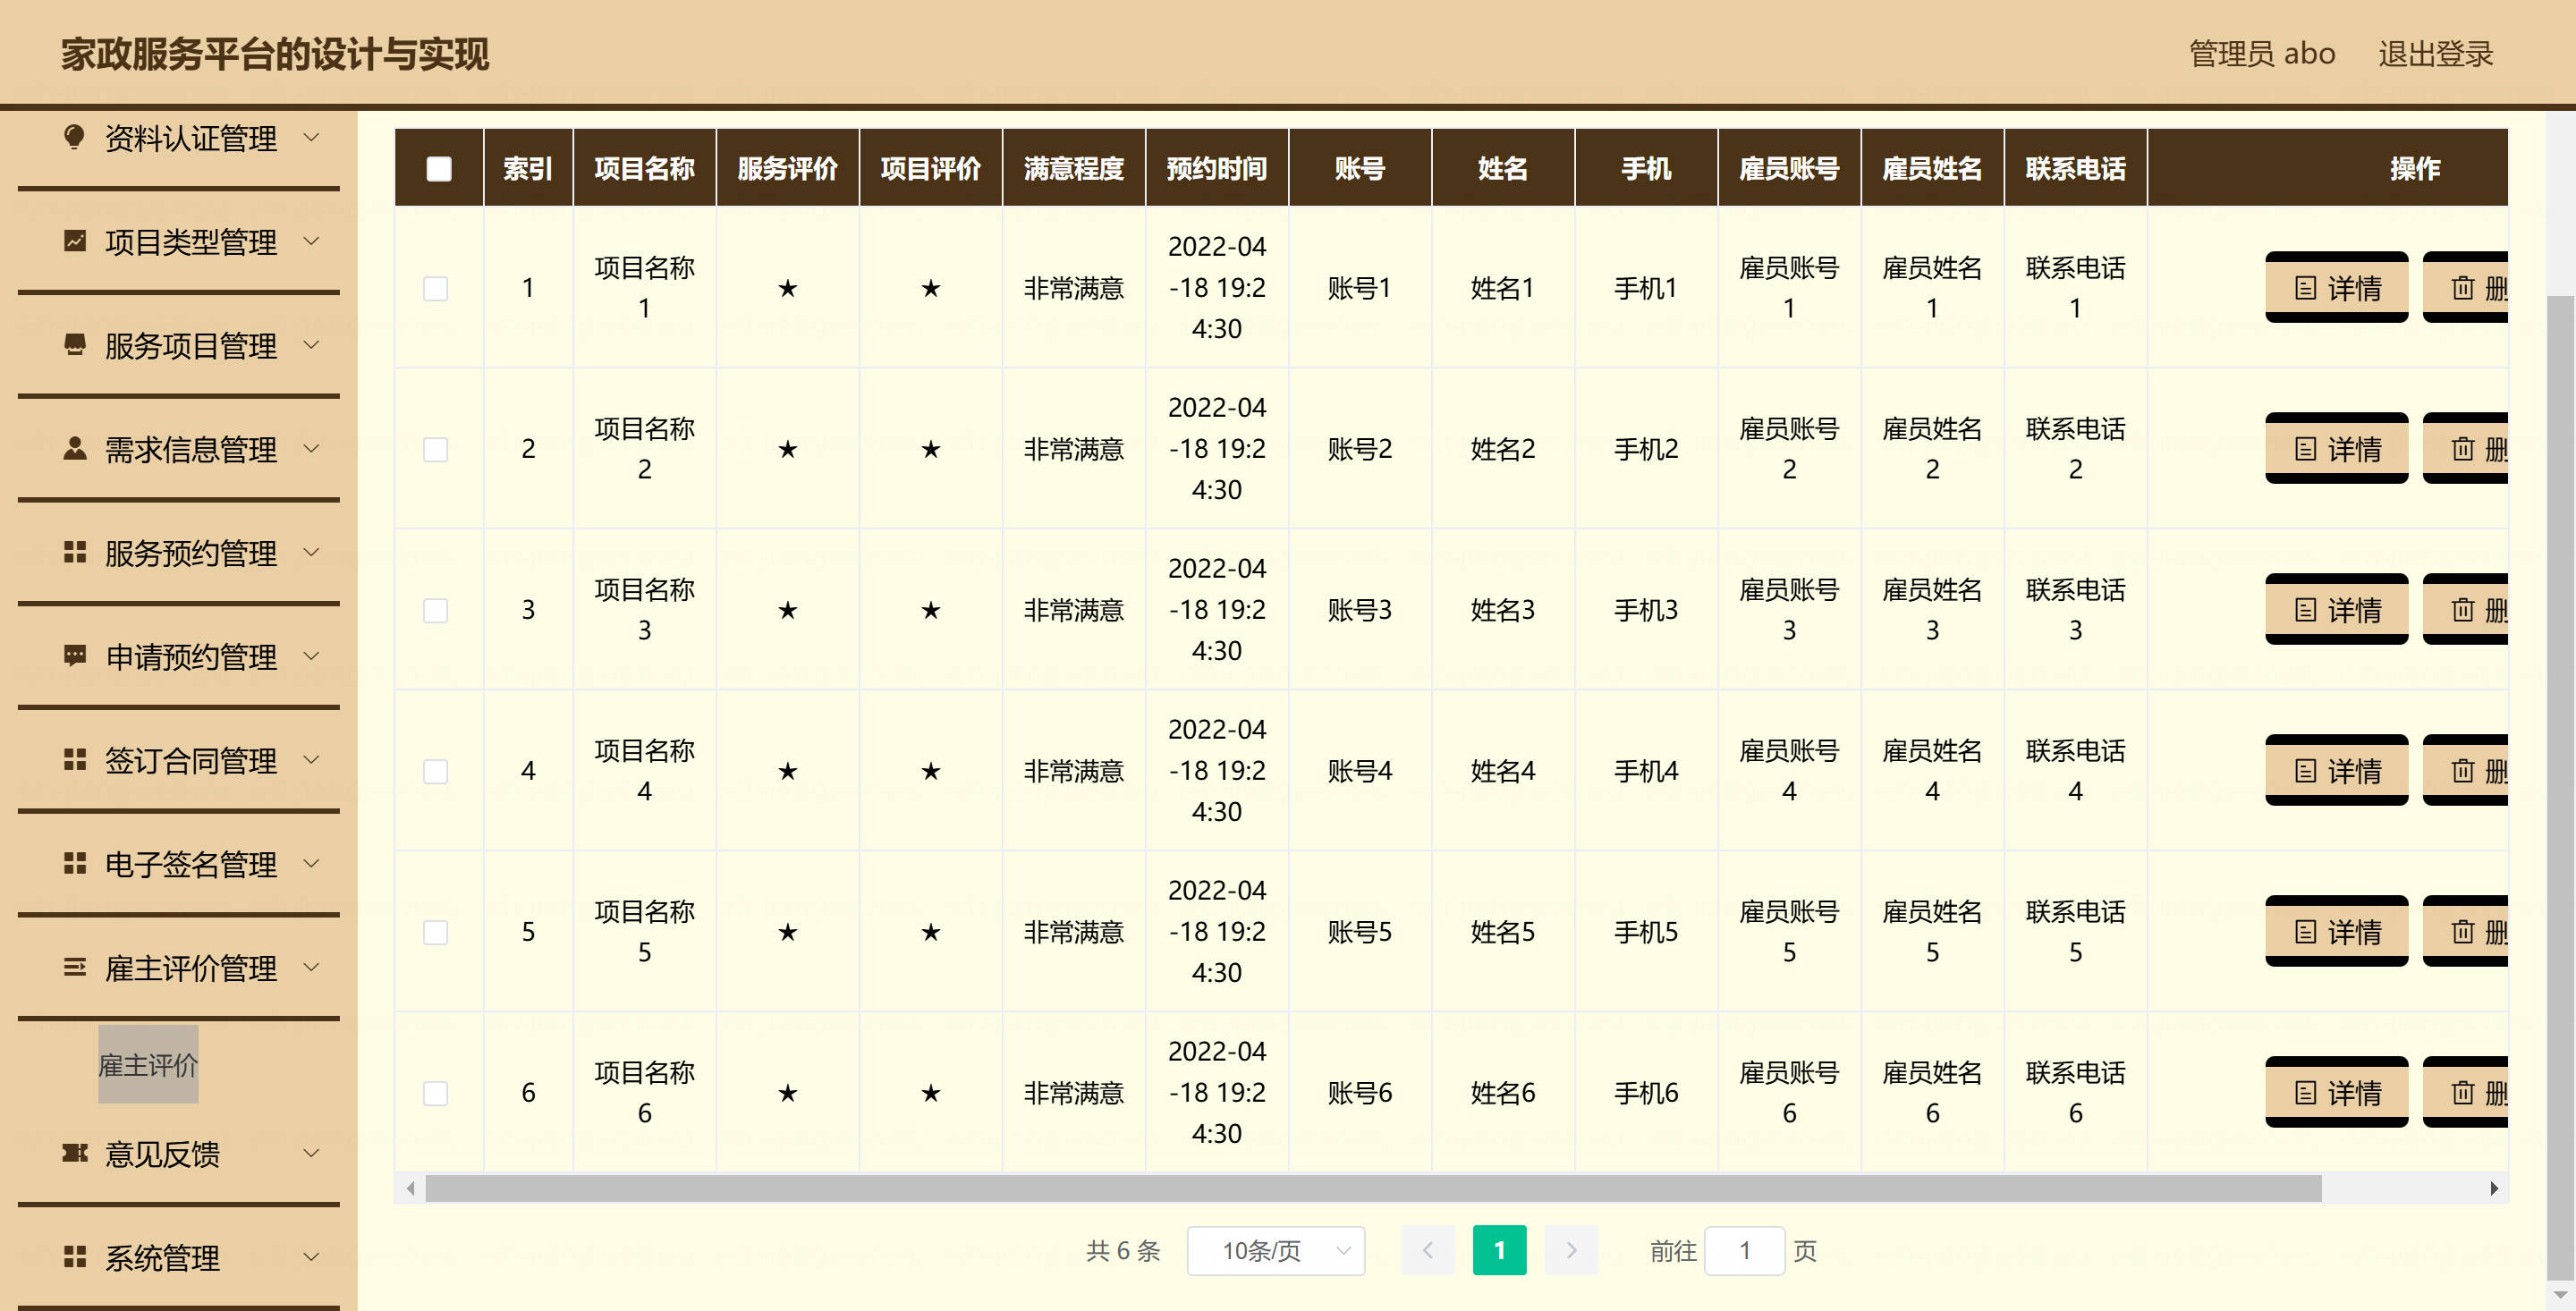 家政服务平台的设计与实现
管理员 abo 退出登录
资料认证管理
项目类型管理
服务项目管理
需求信息管理
服务预约管理
申请预约管理
签订合同管理
电子签名管理
雇主评价管理
雇主评价
意见反馈
系统管理
索引 项目名称 服务评价 项目评价 满意程度 预约时间 账号 姓名 手机 雇员账号 雇员姓名 联系电话 操作
1 项目名称1 ★ ★ 非常满意 2022-04-18 19:24:30 账号1 姓名1 手机1 雇员账号1 雇员姓名1 联系电话1 详情 删
2 项目名称2 ★ ★ 非常满意 2022-04-18 19:24:30 账号2 姓名2 手机2 雇员账号2 雇员姓名2 联系电话2 详情 删
3 项目名称3 ★ ★ 非常满意 2022-04-18 19:24:30 账号3 姓名3 手机3 雇员账号3 雇员姓名3 联系电话3 详情 删
4 项目名称4 ★ ★ 非常满意 2022-04-18 19:24:30 账号4 姓名4 手机4 雇员账号4 雇员姓名4 联系电话4 详情 删
5 项目名称5 ★ ★ 非常满意 2022-04-18 19:24:30 账号5 姓名5 手机5 雇员账号5 雇员姓名5 联系电话5 详情 删
6 项目名称6 ★ ★ 非常满意 2022-04-18 19:24:30 账号6 姓名6 手机6 雇员账号6 雇员姓名6 联系电话6 详情 删
共 6 条 10条/页 1 前往 1 页